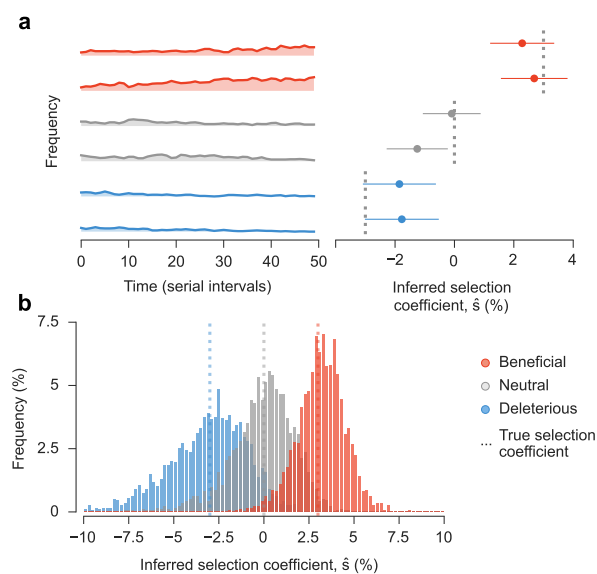 a
Frequency
0 10 20 30 40 50
Time (serial intervals)
−2 0 2 4
Inferred selection
coefficient, ŝ (%)
b
7.5
5
2.5
0
Frequency (%)
−10 −7.5 −5 −2.5 0 2.5 5 7.5 10
Inferred selection coefficient, ŝ (%)
Beneficial
Neutral
Deleterious
True selection
coefficient